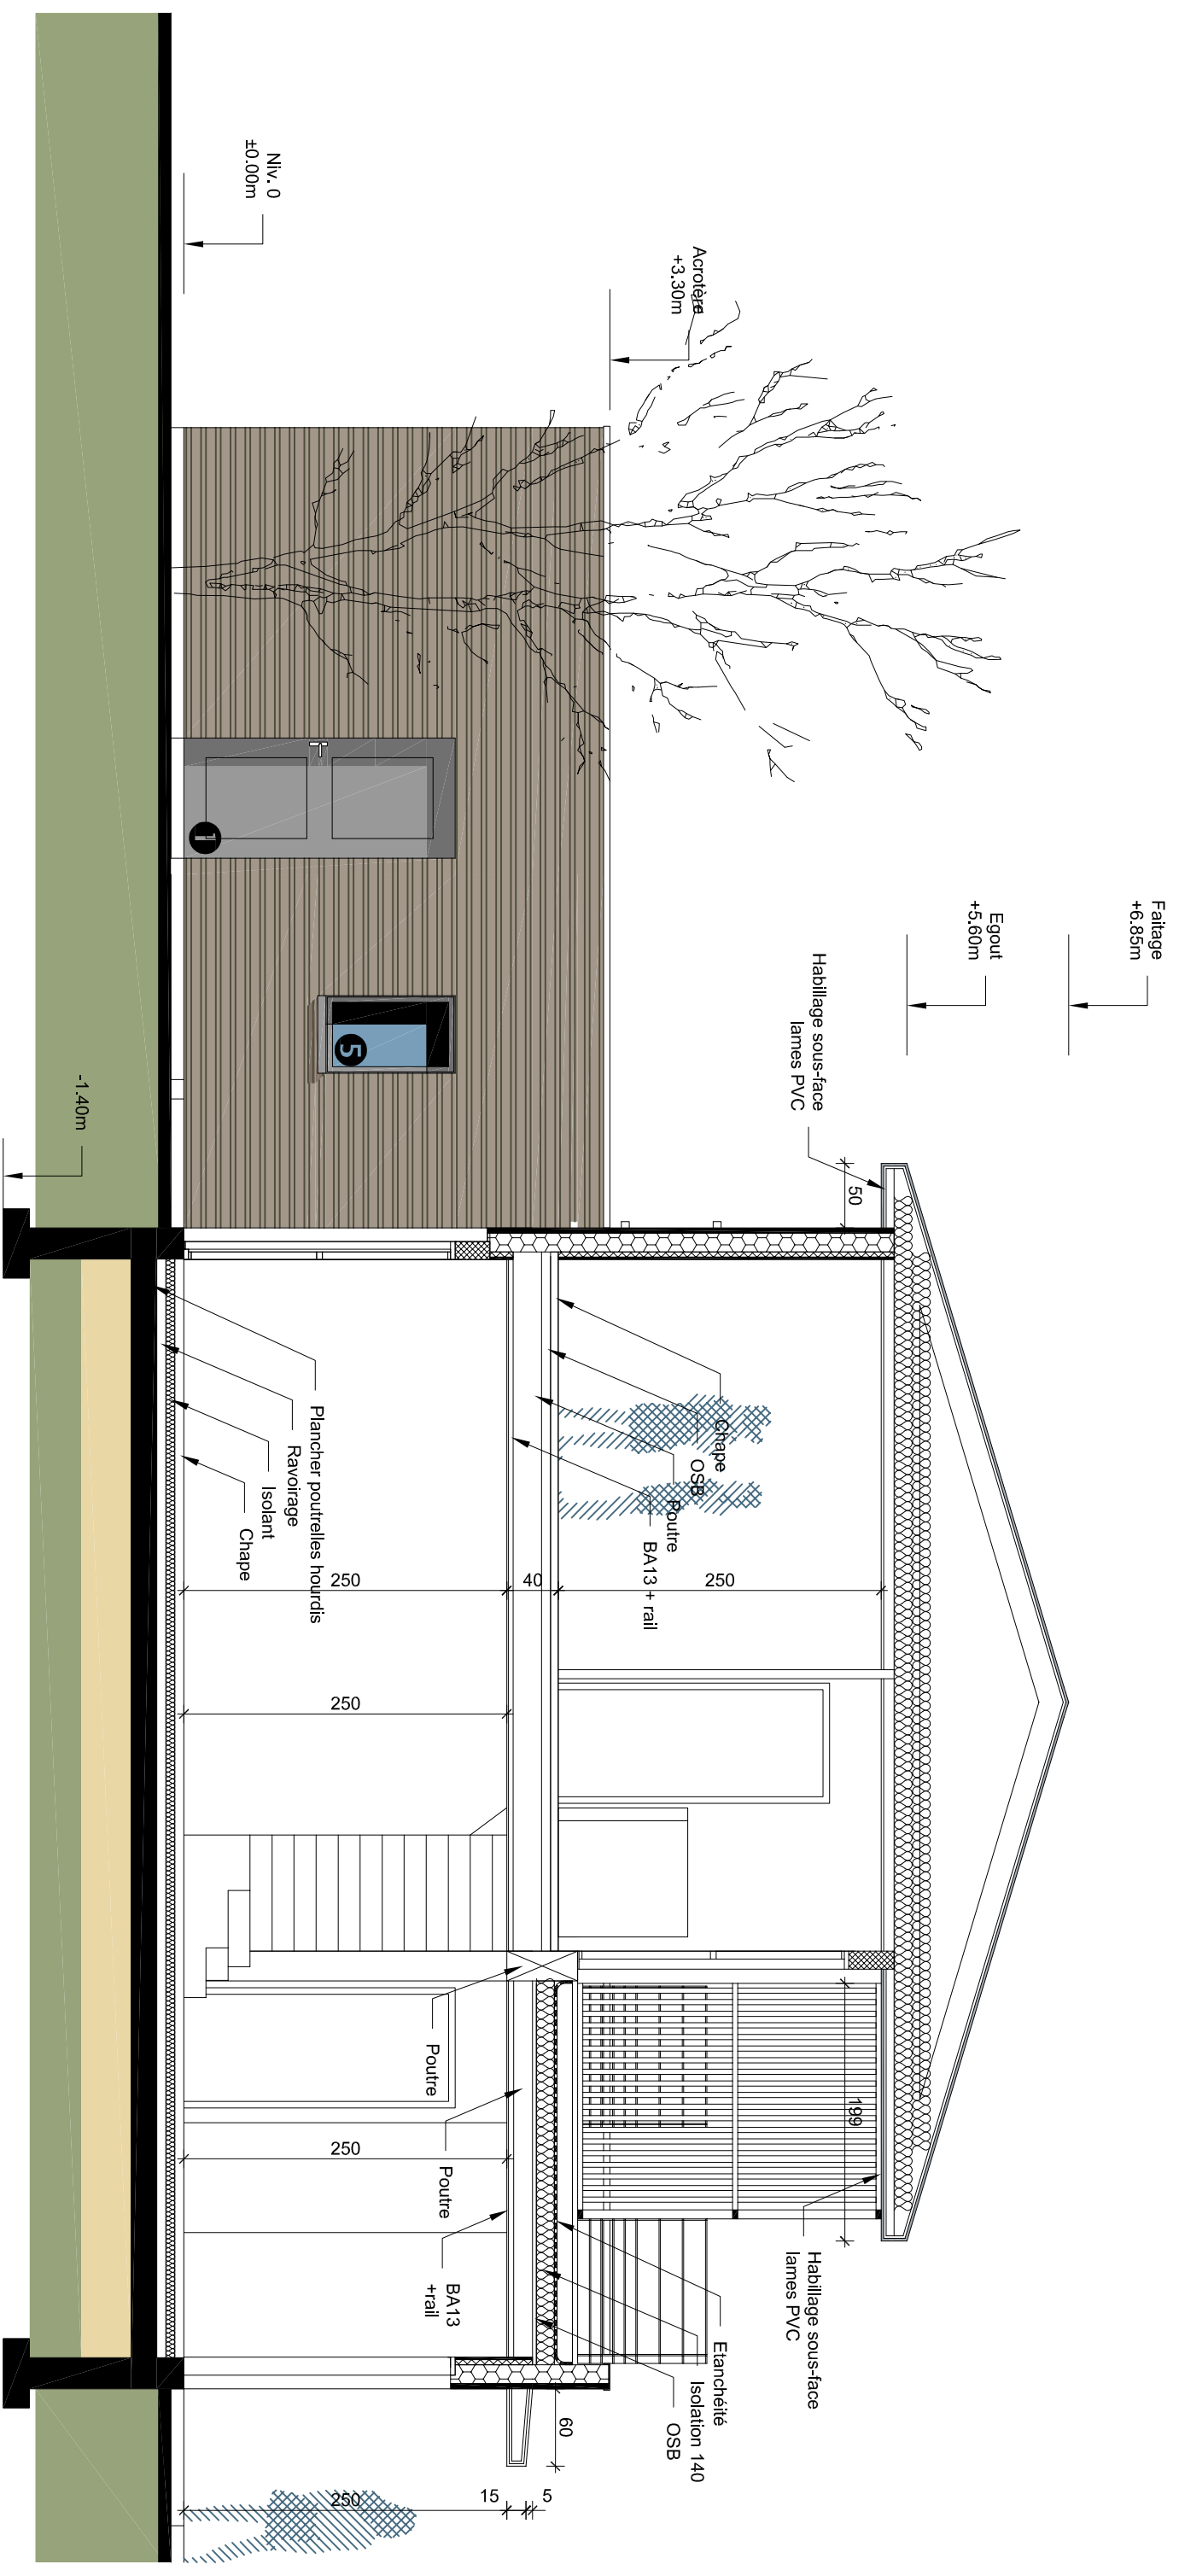 Faitage
+6.85m
Egout
+5.60m
Habillage sous-face
lames PVC
50
Acrotère
+3.30m
Niv. 0
±0.00m
-1.40m
1
5
Chape
OSB
Poutre
BA13 + rail
250
40
250
250
Plancher poutrelles hourdis
Ravoirage
Isolant
Chape
199
Habillage sous-face
lames PVC
Etanchéité
Isolation 140
OSB
Poutre
Poutre
BA13
+rail
250
60
5
15
250